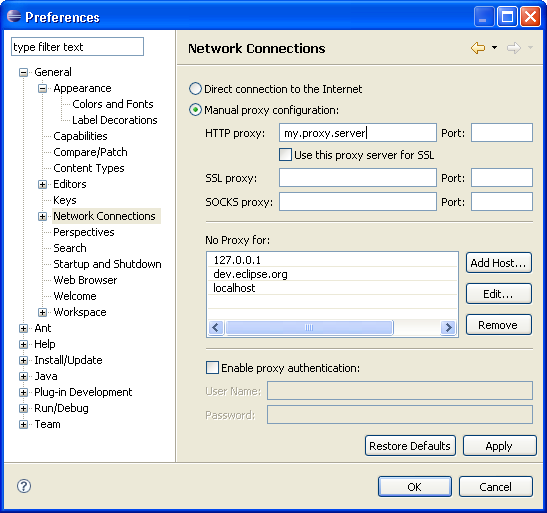 Preferences
type filter text
General
Appearance
Colors and Fonts
Label Decorations
Capabilities
Compare/Patch
Content Types
Editors
Keys
Network Connections
Perspectives
Search
Startup and Shutdown
Web Browser
Welcome
Workspace
Ant
Help
Install/Update
Java
Plug-in Development
Run/Debug
Team
Network Connections
Direct connection to the Internet
Manual proxy configuration:
HTTP proxy: my.proxy.server Port:
Use this proxy server for SSL
SSL proxy: Port:
SOCKS proxy: Port:
No Proxy for:
127.0.0.1
dev.eclipse.org
localhost
Add Host...
Edit...
Remove
Enable proxy authentication:
User Name:
Password:
Restore Defaults Apply
? OK Cancel